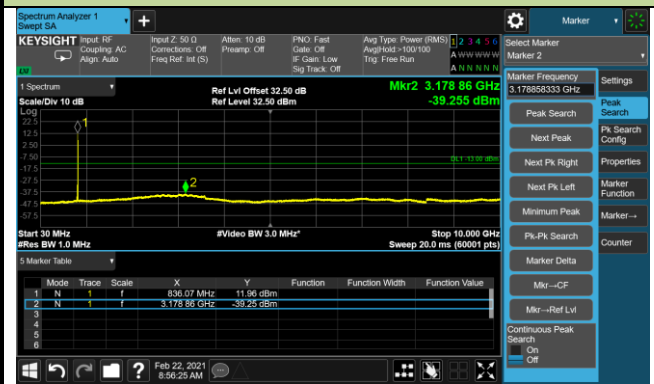 Spectrum Analyzer 1
Swept SA
Marker
KEYSIGHT
Input: RF
Coupling: AC
Align: Auto
Input Z: 50 Ω
Corrections: Off
Freq Ref: Int (S)
Atten: 10 dB
Preamp: Off
PNO: Fast
Gate: Off
IF Gain: Low
Sig Track: Off
Avg Type: Power (RMS)
Avg|Hold:>100/100
Trig: Free Run
1 2 3 4 5 6
A W W W W W
A N N N N N
LXI
Select Marker
Marker 2
1 Spectrum
Scale/Div 10 dB
Log
Ref Lvl Offset 32.50 dB
Ref Level 32.50 dBm
Mkr2 3.178 86 GHz
-39.255 dBm
22.5
12.5
2.50
-7.50
-17.5
-27.5
-37.5
-47.5
-57.5
1
2
DL1 -13.00 dBm
Start 30 MHz
#Res BW 1.0 MHz
#Video BW 3.0 MHz*
Stop 10.000 GHz
Sweep 20.0 ms (60001 pts)
5 Marker Table
Mode Trace Scale X Y Function Function Width Function Value
1 N 1 f 836.07 MHz 11.96 dBm
2 N 1 f 3.178 86 GHz -39.25 dBm
3
4
5
6
Marker Frequency
3.178858333 GHz
Peak Search
Next Peak
Next Pk Right
Next Pk Left
Minimum Peak
Pk-Pk Search
Marker Delta
Mkr→CF
Mkr→Ref Lvl
Continuous Peak
Search
On
Off
Settings
Peak
Search
Pk Search
Config
Properties
Marker
Function
Marker→
Counter
?
Feb 22, 2021
8:56:25 AM